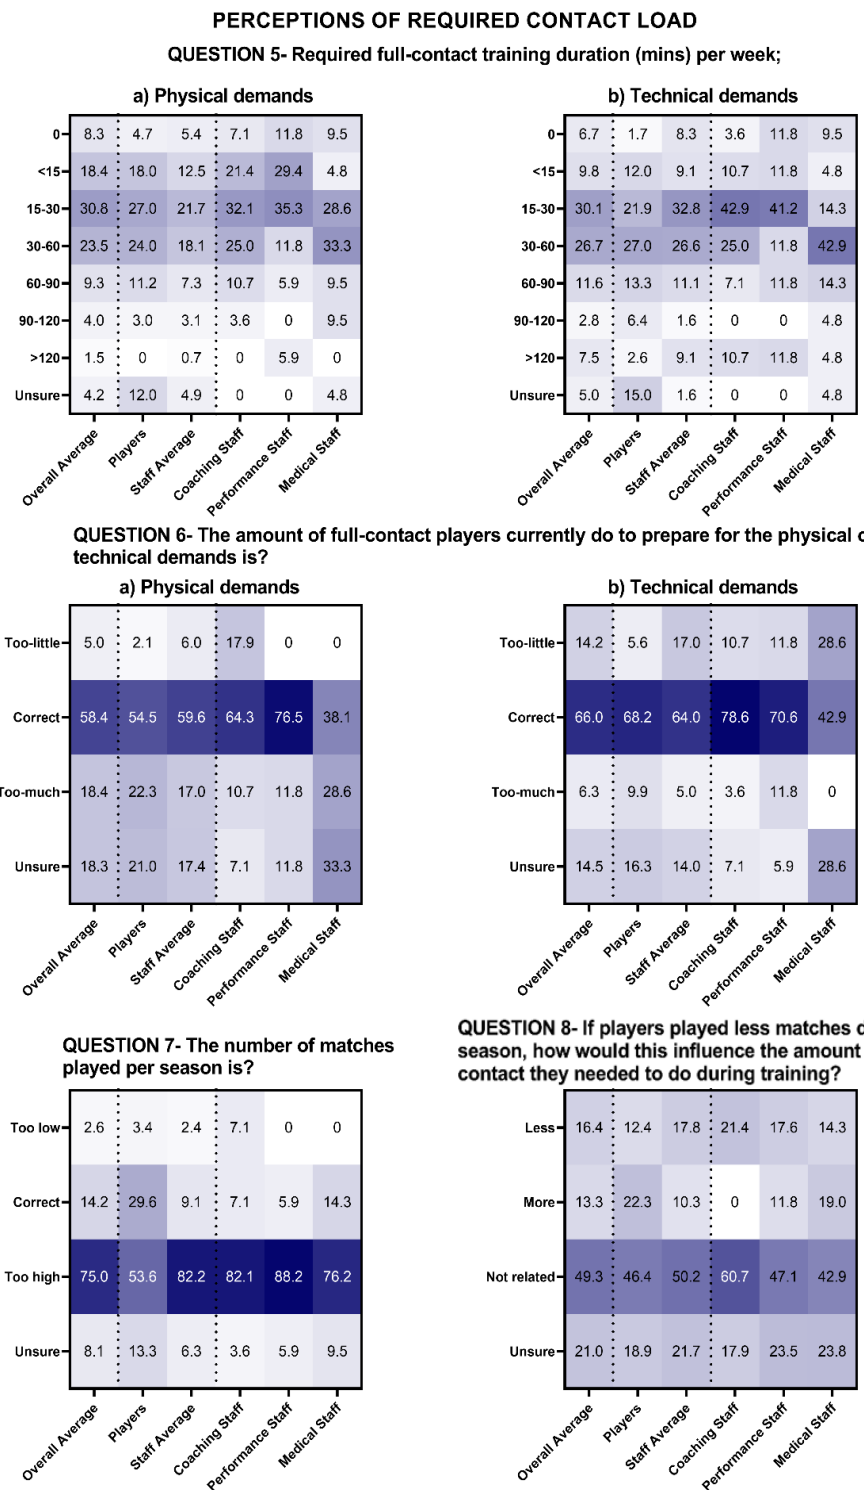 PERCEPTIONS OF REQUIRED CONTACT LOAD
QUESTION 5- Required full-contact training duration (mins) per week;
a) Physical demands
0 8.3 4.7 5.4 7.1 11.8 9.5
<15 18.4 18.0 12.5 21.4 29.4 4.8
15-30 30.8 27.0 21.7 32.1 35.3 28.6
30-60 23.5 24.0 18.1 25.0 11.8 33.3
60-90 9.3 11.2 7.3 10.7 5.9 9.5
90-120 4.0 3.0 3.1 3.6 0 9.5
>120 1.5 0 0.7 0 5.9 0
Unsure 4.2 12.0 4.9 0 0 4.8
Overall Average Players Staff Average Coaching Staff Performance Staff Medical Staff
b) Technical demands
0 6.7 1.7 8.3 3.6 11.8 9.5
<15 9.8 12.0 9.1 10.7 11.8 4.8
15-30 30.1 21.9 32.8 42.9 41.2 14.3
30-60 26.7 27.0 26.6 25.0 11.8 42.9
60-90 11.6 13.3 11.1 7.1 11.8 14.3
90-120 2.8 6.4 1.6 0 0 4.8
>120 7.5 2.6 9.1 10.7 11.8 4.8
Unsure 5.0 15.0 1.6 0 0 4.8
Overall Average Players Staff Average Coaching Staff Performance Staff Medical Staff
QUESTION 6- The amount of full-contact players currently do to prepare for the physical
technical demands is?
a) Physical demands
Too-little 5.0 2.1 6.0 17.9 0 0
Correct 58.4 54.5 59.6 64.3 76.5 38.1
Too-much 18.4 22.3 17.0 10.7 11.8 28.6
Unsure 18.3 21.0 17.4 7.1 11.8 33.3
Overall Average Players Staff Average Coaching Staff Performance Staff Medical Staff
b) Technical demands
Too-little 14.2 5.6 17.0 10.7 11.8 28.6
Correct 66.0 68.2 64.0 78.6 70.6 42.9
Too-much 6.3 9.9 5.0 3.6 11.8 0
Unsure 14.5 16.3 14.0 7.1 5.9 28.6
Overall Average Players Staff Average Coaching Staff Performance Staff Medical Staff
QUESTION 7- The number of matches
played per season is?
Too low 2.6 3.4 2.4 7.1 0 0
Correct 14.2 29.6 9.1 7.1 5.9 14.3
Too high 75.0 53.6 82.2 82.1 88.2 76.2
Unsure 8.1 13.3 6.3 3.6 5.9 9.5
Overall Average Players Staff Average Coaching Staff Performance Staff Medical Staff
QUESTION 8- If players played less matches
season, how would this influence the amount
contact they needed to do during training?
Less 16.4 12.4 17.8 21.4 17.6 14.3
More 13.3 22.3 10.3 0 11.8 19.0
Not related 49.3 46.4 50.2 60.7 47.1 42.9
Unsure 21.0 18.9 21.7 17.9 23.5 23.8
Overall Average Players Staff Average Coaching Staff Performance Staff Medical Staff